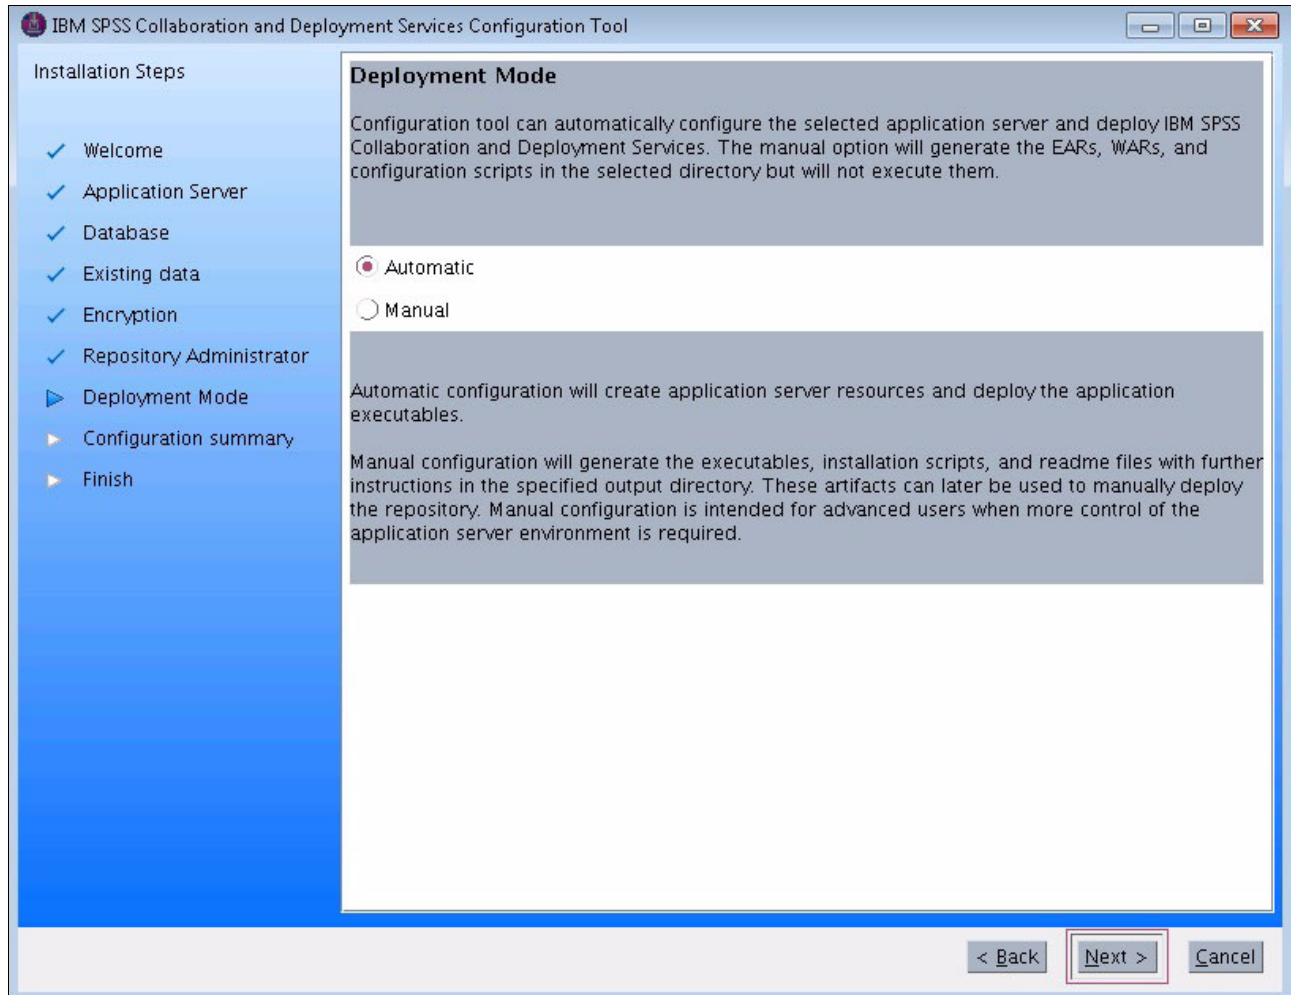 IBM SPSS Collaboration and Deployment Services Configuration Tool
Installation Steps
Welcome
Application Server
Database
Existing data
Encryption
Repository Administrator
Deployment Mode
Configuration summary
Finish
Deployment Mode
Configuration tool can automatically configure the selected application server and deploy IBM SPSS
Collaboration and Deployment Services. The manual option will generate the EARs, WARs, and
configuration scripts in the selected directory but will not execute them.
Automatic
Manual
Automatic configuration will create application server resources and deploy the application
executables.
Manual configuration will generate the executables, installation scripts, and readme files with further
instructions in the specified output directory. These artifacts can later be used to manually deploy
the repository. Manual configuration is intended for advanced users when more control of the
application server environment is required.
< Back
Next >
Cancel